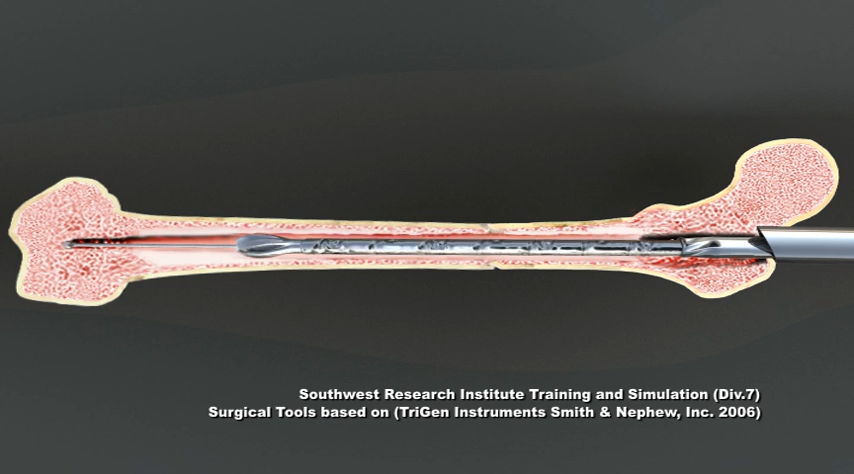 Southwest Research Institute Training and Simulation (Div.7)
Surgical Tools based on (TriGen Instruments Smith & Nephew, Inc. 2006)